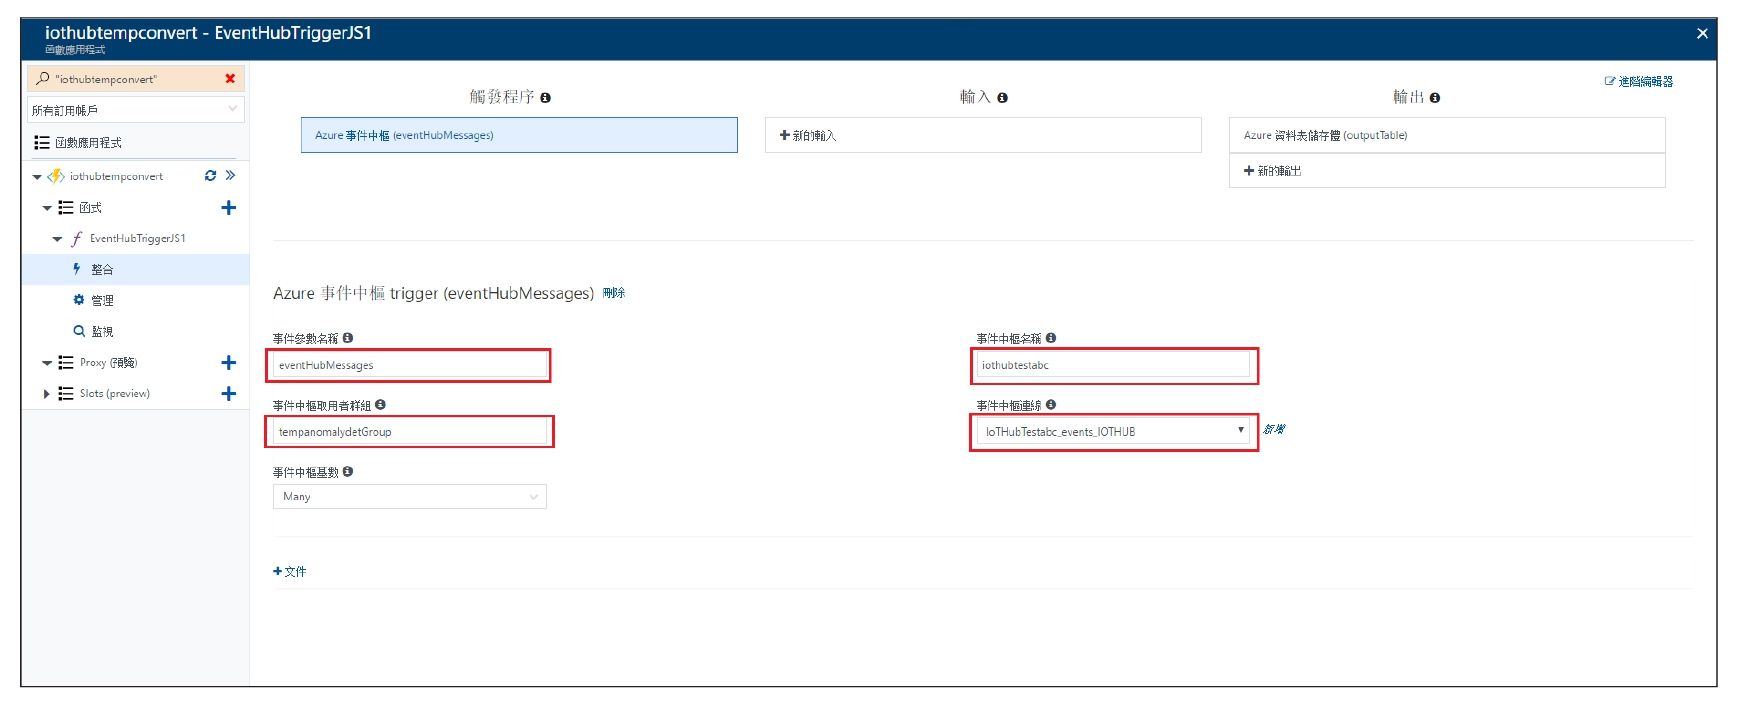 iothubtempconvert - EventHubTriggerJS1
函數應用程式
"iothubtempconvert"
所有訂用帳戶
函數應用程式
iothubtempconvert
函式
EventHubTriggerJS1
整合
管理
監視
Proxy (預覽)
Slots (preview)
進階編輯器
觸發程序
輸入
輸出
Azure 事件中樞 (eventHubMessages)
新的輸入
Azure 資料表儲存體 (outputTable)
新的輸出
Azure 事件中樞 trigger (eventHubMessages) 刪除
事件參數名稱
eventHubMessages
事件中樞名稱
iothubtestabc
事件中樞取用者群組
tempanomalydetGroup
事件中樞連線
IoTHubTestabc_events_IOTHUB
新增
事件中樞基數
Many
文件